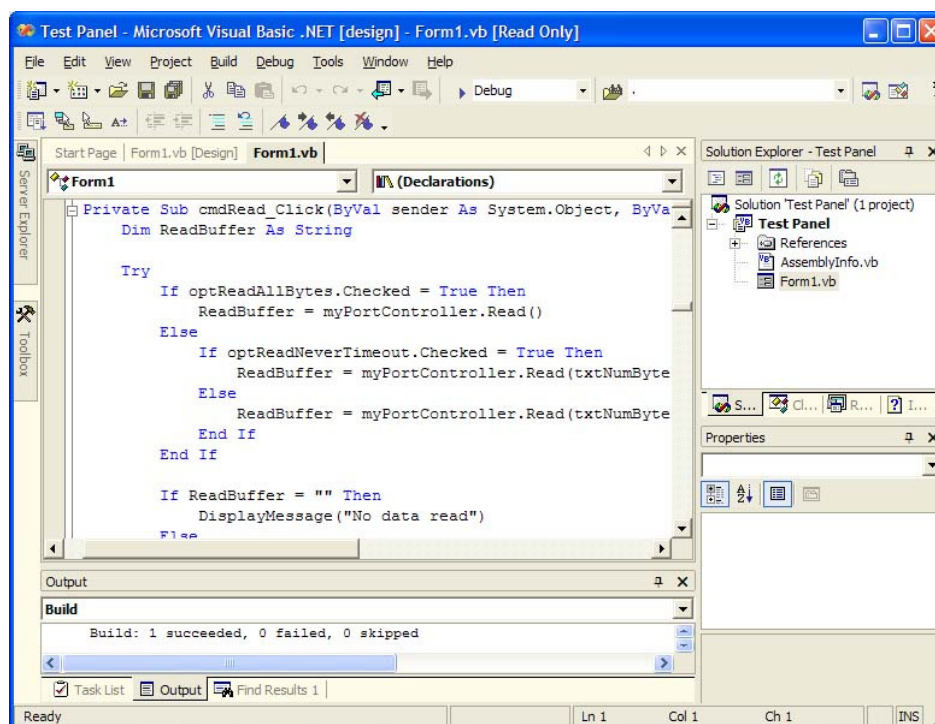 Test Panel - Microsoft Visual Basic .NET [design] - Form1.vb [Read Only]
File Edit View Project Build Debug Tools Window Help
Debug .
Start Page Form1.vb [Design] Form1.vb
Form1 (Declarations)
Private Sub cmdRead_Click(ByVal sender As System.Object, ByVa
Dim ReadBuffer As String
Try
If optReadAllBytes.Checked = True Then
ReadBuffer = myPortController.Read()
Else
If optReadNeverTimeout.Checked = True Then
ReadBuffer = myPortController.Read(txtNumByte
Else
ReadBuffer = myPortController.Read(txtNumByte
End If
End If
If ReadBuffer = "" Then
DisplayMessage("No data read")
Else
Server Explorer
Toolbox
Solution Explorer - Test Panel
Solution 'Test Panel' (1 project)
Test Panel
References
AssemblyInfo.vb
Form1.vb
S... Cl... R... I...
Properties
Output
Build
Build: 1 succeeded, 0 failed, 0 skipped
Task List Output Find Results 1
Ready Ln 1 Col 1 Ch 1 INS